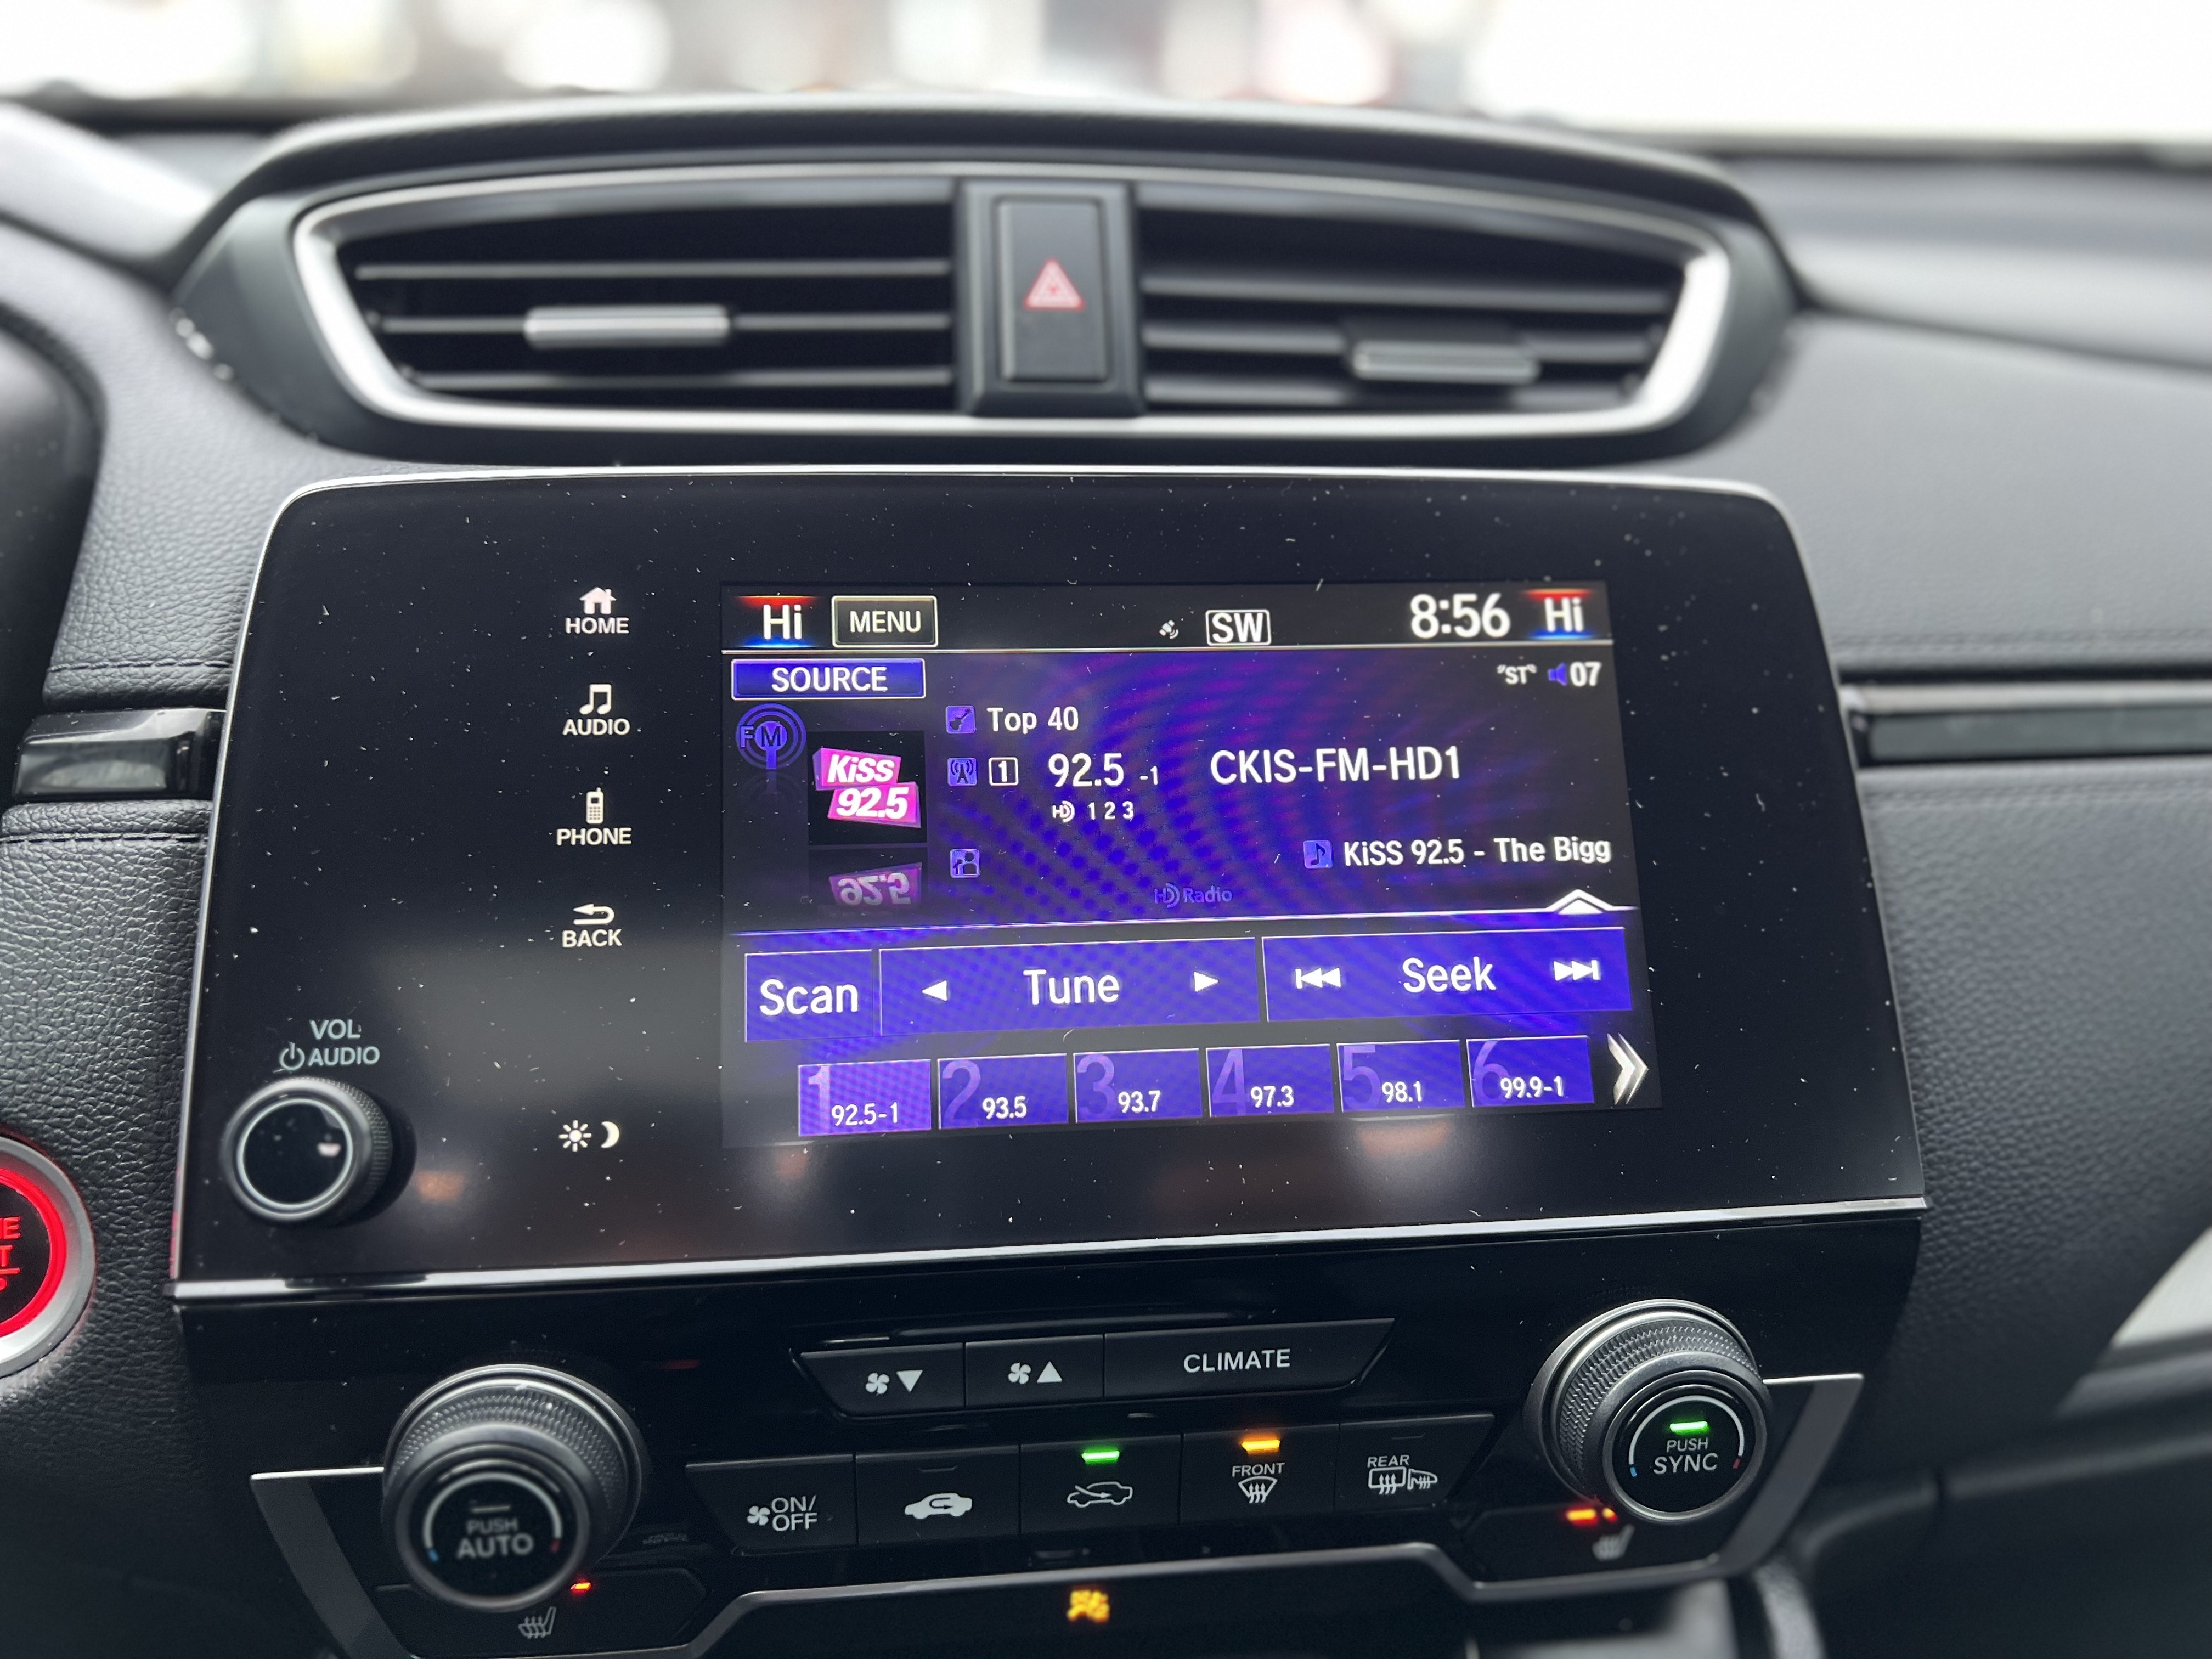 HOME
AUDIO
PHONE
BACK
VOL
AUDIO
Hi MENU SW 8:56 Hi
SOURCE "ST" 07
FM
KiSS
92.5
Top 40
1 92.5 -1 CKIS-FM-HD1
HD 1 2 3
KiSS 92.5 - The Bigg
HD Radio
Scan Tune Seek
1 92.5-1
2 93.5
3 93.7
4 97.3
5 98.1
6 99.9-1
CLIMATE
ON/
OFF
FRONT
REAR
PUSH
AUTO
PUSH
SYNC